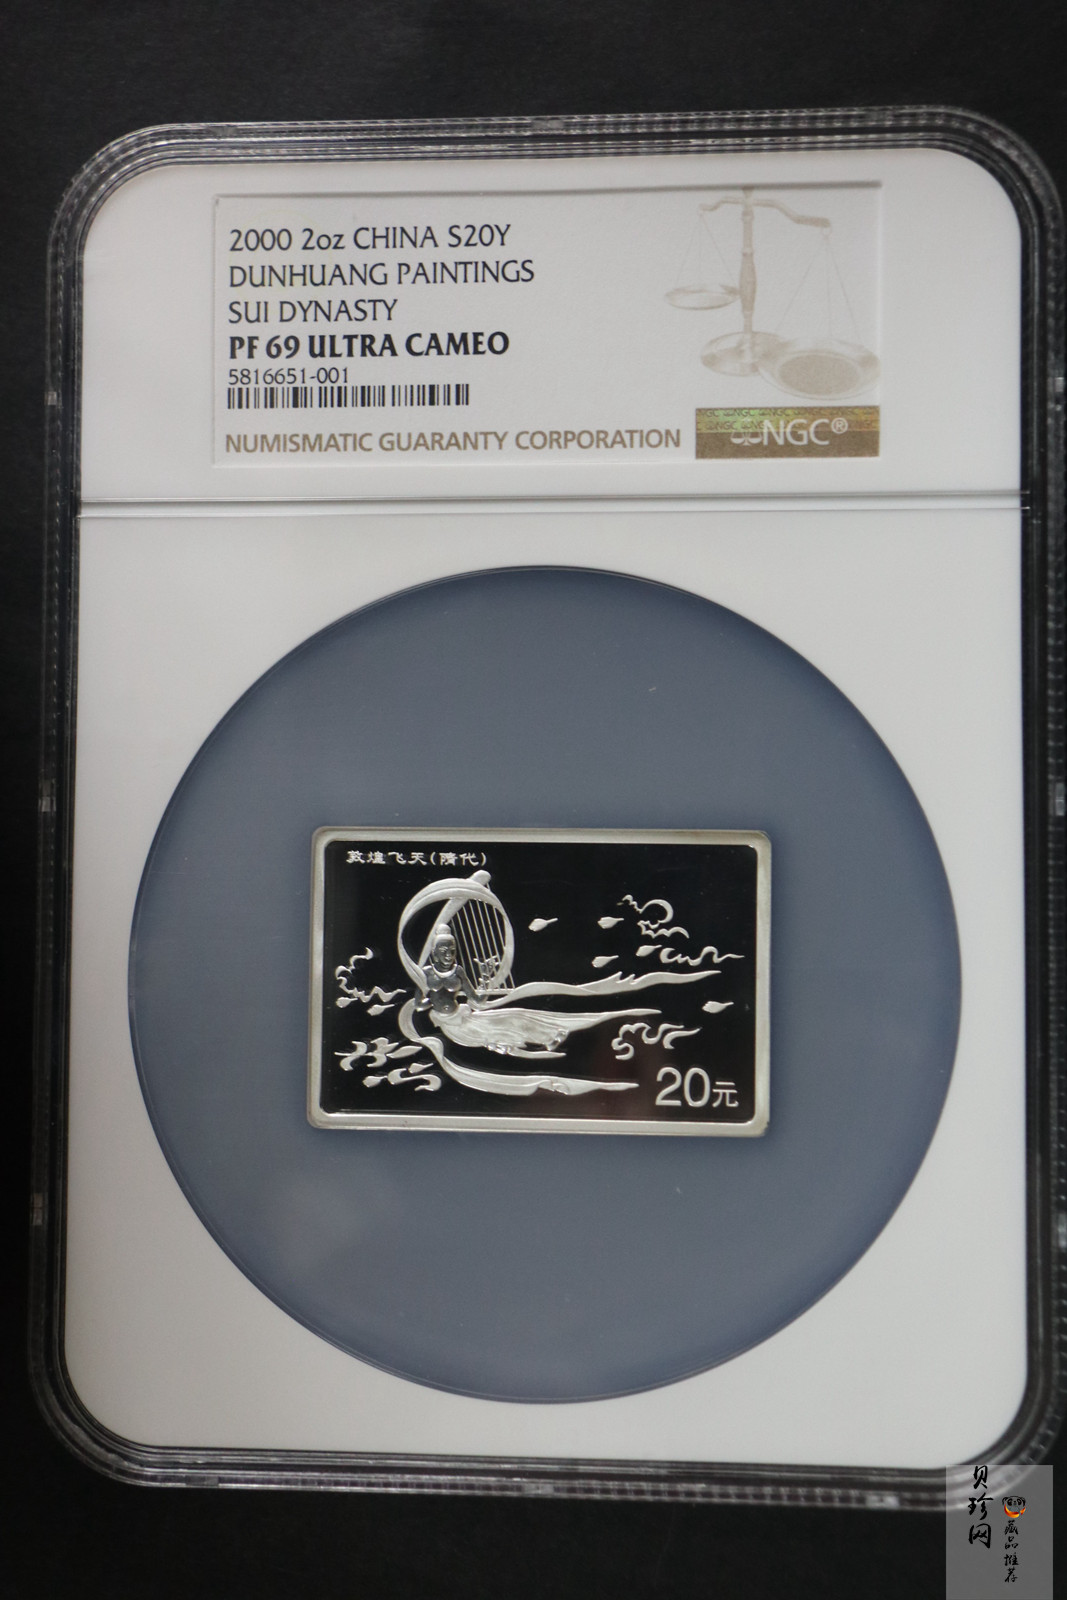 2000 2oz CHINA S20Y
DUNHUANG PAINTINGS
SUI DYNASTY
PF 69 ULTRA CAMEO
5816651-001
NUMISMATIC GUARANTY CORPORATION
NGC®
敦煌飞天(隋代)
20元
贝珍网
藏品推荐